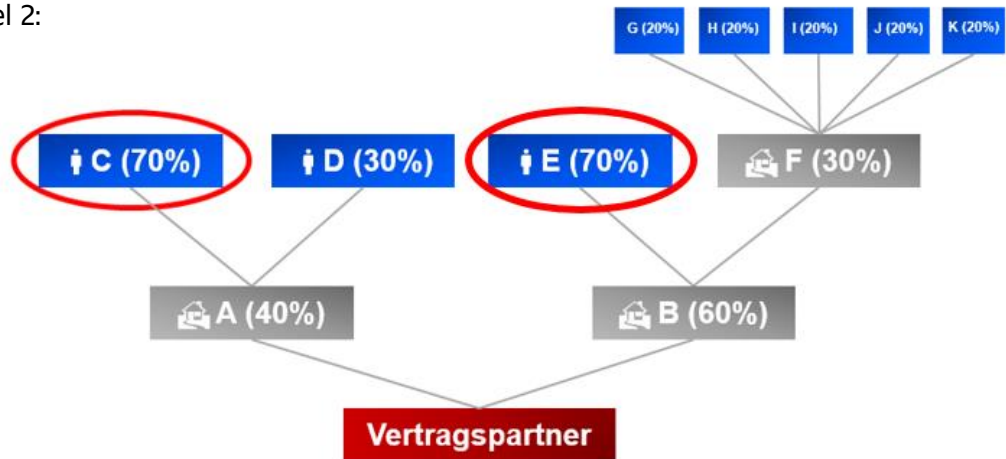 el 2:
G (20%) H (20%) I (20%) J (20%) K (20%)
C (70%) D (30%) E (70%) F (30%)
A (40%) B (60%)
Vertragspartner